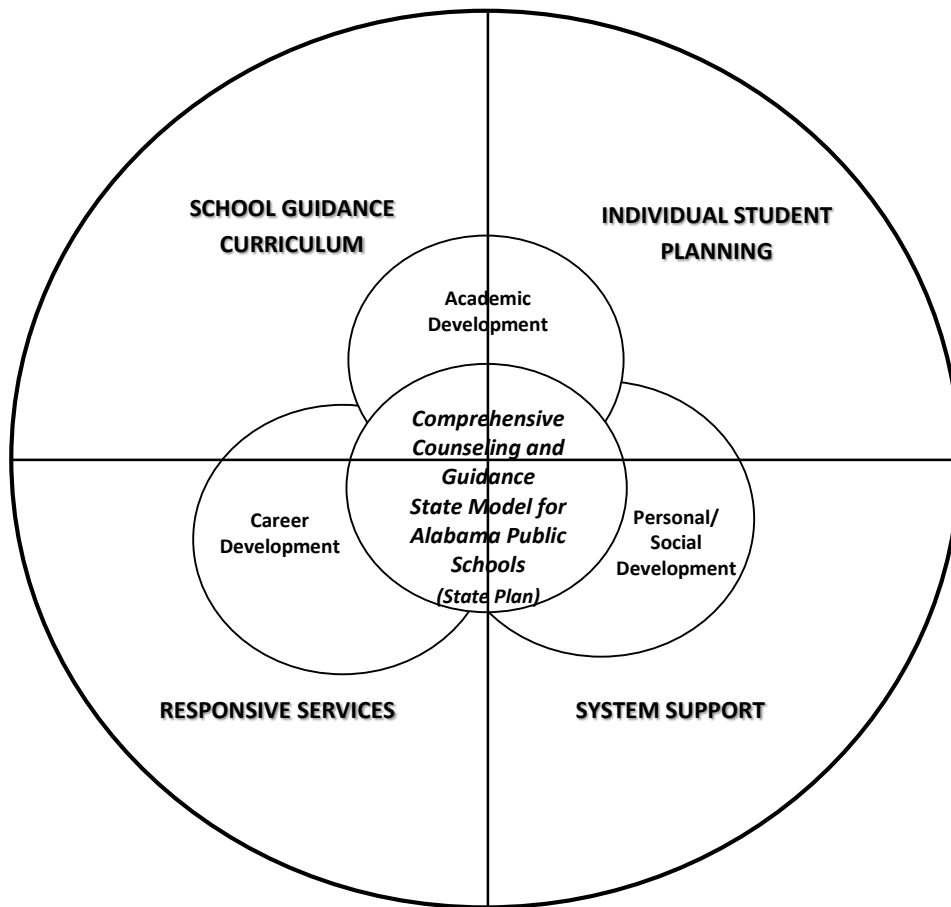 SCHOOL GUIDANCE
CURRICULUM
INDIVIDUAL STUDENT
PLANNING
Academic
Development
Comprehensive
Counseling and
Guidance
State Model for
Alabama Public
Schools
(State Plan)
Career
Development
Personal/
Social
Development
RESPONSIVE SERVICES
SYSTEM SUPPORT